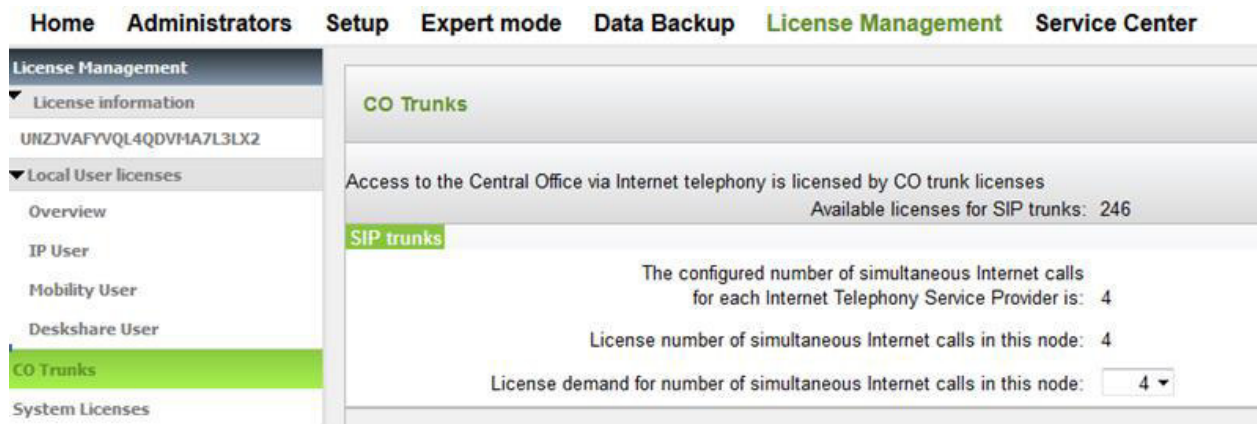 Home Administrators Setup Expert mode Data Backup License Management Service Center
License Management
License information
UNZJVAFYVQL4QDVMA7L3LX2
Local User licenses
Overview
IP User
Mobility User
Deskshare User
CO Trunks
System Licenses
CO Trunks
Access to the Central Office via Internet telephony is licensed by CO trunk licenses
Available licenses for SIP trunks: 246
SIP trunks
The configured number of simultaneous Internet calls
for each Internet Telephony Service Provider is: 4
License number of simultaneous Internet calls in this node: 4
License demand for number of simultaneous Internet calls in this node: 4